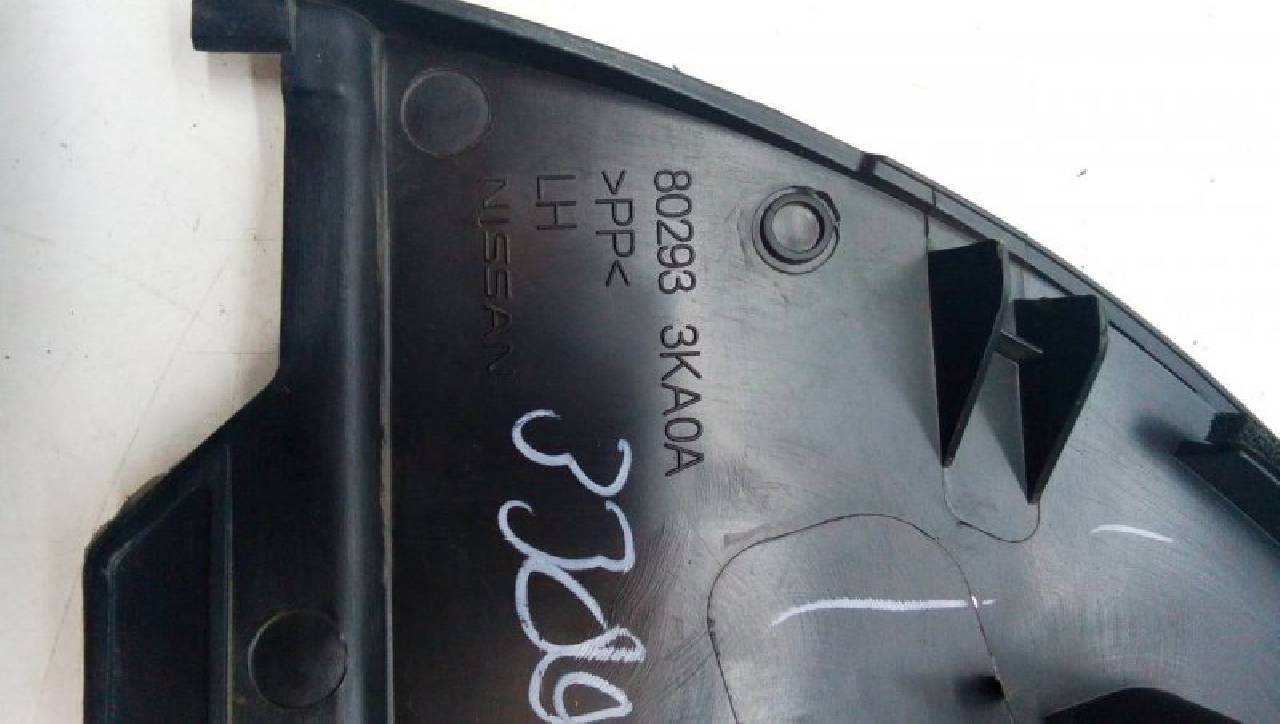 80293 3KA0A
>PP<
LH
NISSAN